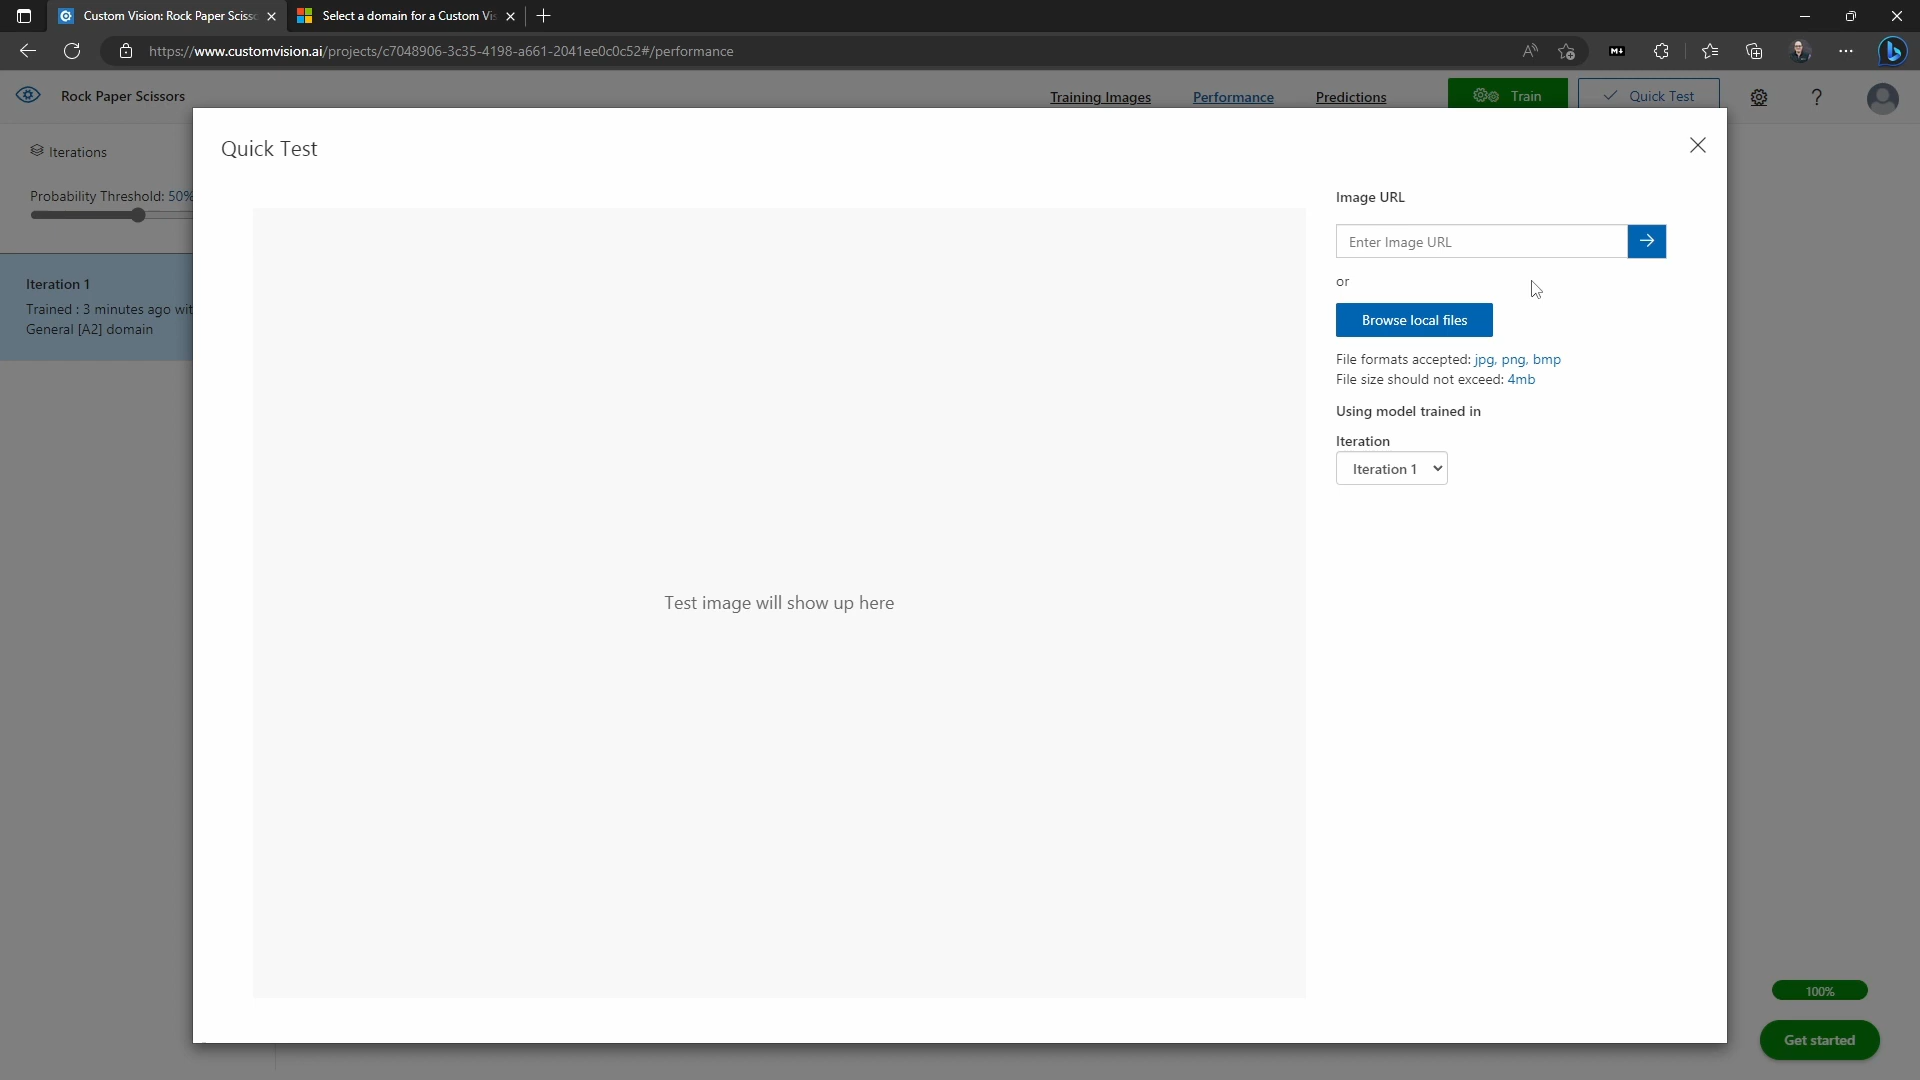 Custom Vision: Rock Paper Scissc
Select a domain for a Custom Vis
https://www.customvision.ai/projects/c7048906-3c35-4198-a661-2041ee0c0c52#/performance
Rock Paper Scissors
Training Images
Performance
Predictions
Train
Quick Test
?
Iterations
Probability Threshold: 50%
Iteration 1
Trained : 3 minutes ago wit
General [A2] domain
Quick Test
Test image will show up here
Image URL
Enter Image URL
or
Browse local files
File formats accepted: jpg, png, bmp
File size should not exceed: 4mb
Using model trained in
Iteration
Iteration 1
100%
Get started